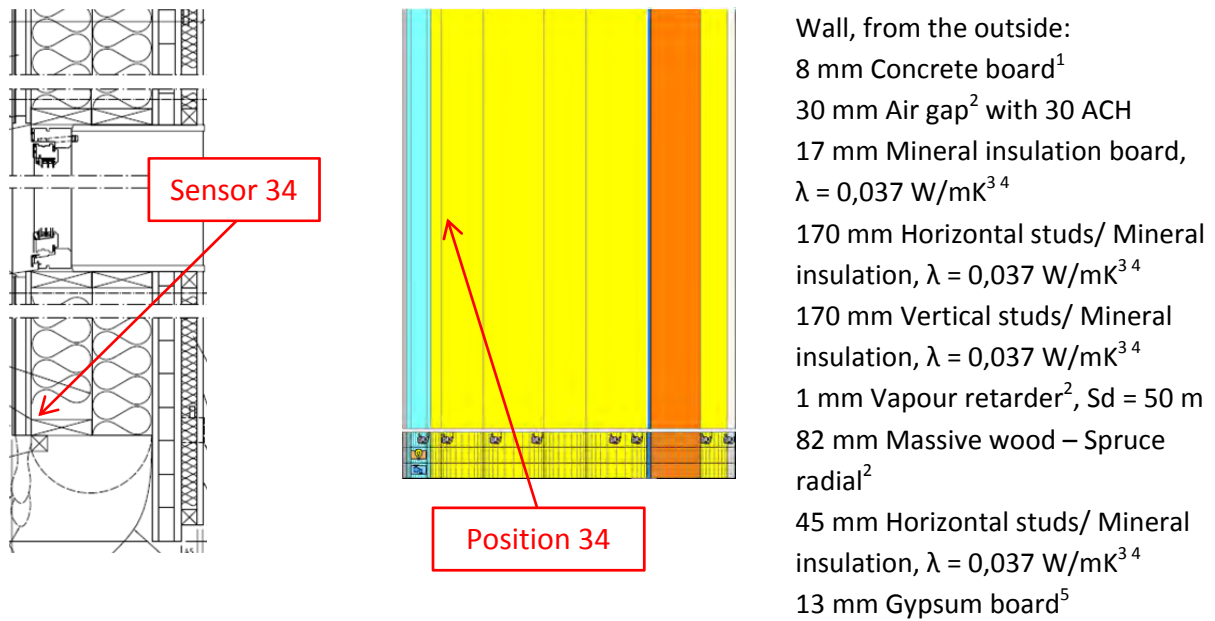 Sensor 34
Position 34
Wall, from the outside:
8 mm Concrete board¹
30 mm Air gap² with 30 ACH
17 mm Mineral insulation board,
λ = 0,037 W/mK³ ⁴
170 mm Horizontal studs/ Mineral
insulation, λ = 0,037 W/mK³ ⁴
170 mm Vertical studs/ Mineral
insulation, λ = 0,037 W/mK³ ⁴
1 mm Vapour retarder², Sd = 50 m
82 mm Massive wood – Spruce
radial²
45 mm Horizontal studs/ Mineral
insulation, λ = 0,037 W/mK³ ⁴
13 mm Gypsum board⁵